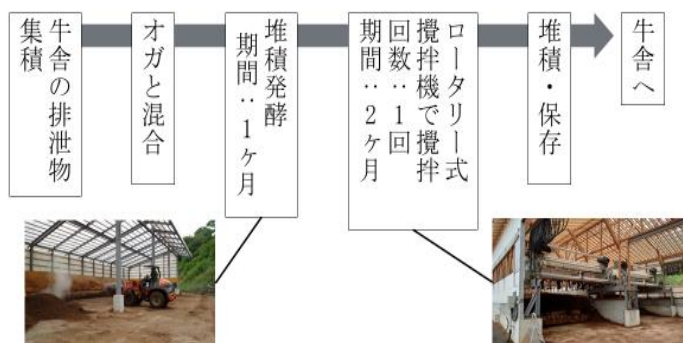 牛舎の排泄物
集積
オガと混合
堆積発酵
期間：1ヶ月
ロータリー式
攪拌機で攪拌
回数：1回
期間：2ヶ月
堆積・保存
牛舎へ